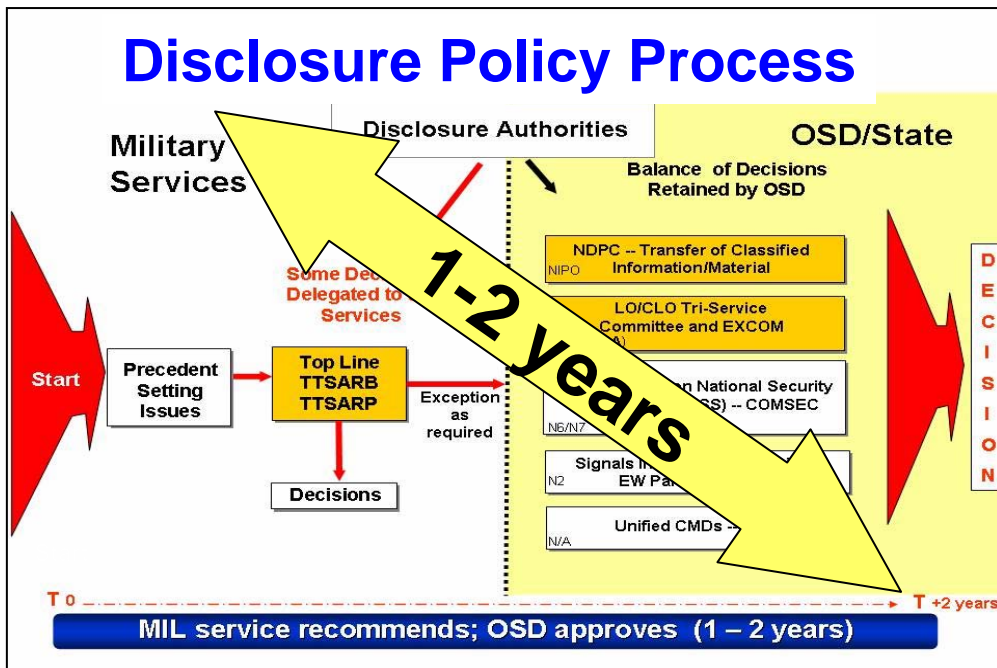 Disclosure Policy Process
Disclosure Authorities
Military
Services
OSD/State
Balance of Decisions
Retained by OSD
Some
Delegated to
Services
NDPC -- Transfer of Classified
Information/Material
NIPO
LO/CLO Tri-Service
Committee and EXCOM
1-2 years
Start
Precedent
Setting
Issues
Top Line
TTSARB
TTSARP
Exception
as
required
Decisions
on National Security
-- COMSEC
N6/N7
Signals
EW
N2
Unified CMDs --
N/A
DECISION
T 0
T +2 years
MIL service recommends; OSD approves (1 – 2 years)